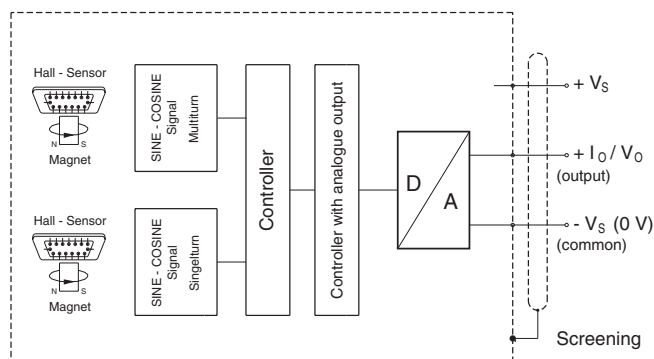 Hall - Sensor
N S
Magnet
Hall - Sensor
N S
Magnet
SINE - COSINE
Signal
Multiturn
SINE - COSINE
Signal
Singelturn
Controller
Controller with analogue output
D
A
+ VS
+ IO / VO
(output)
- VS (0 V)
(common)
Screening